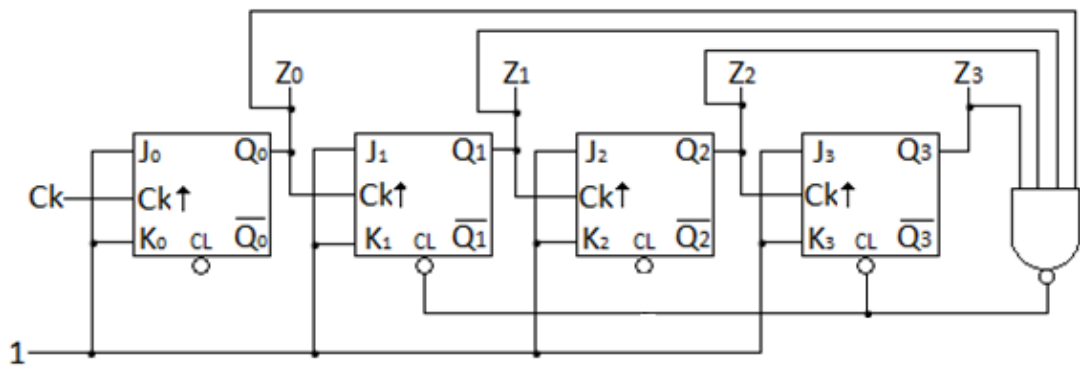 Z0 Z1 Z2 Z3
J0 Q0 J1 Q1 J2 Q2 J3 Q3
Ck Ck↑ Ck↑ Ck↑ Ck↑
K0 CL Q̅0 K1 CL Q̅1 K2 CL Q̅2 K3 CL Q̅3
1